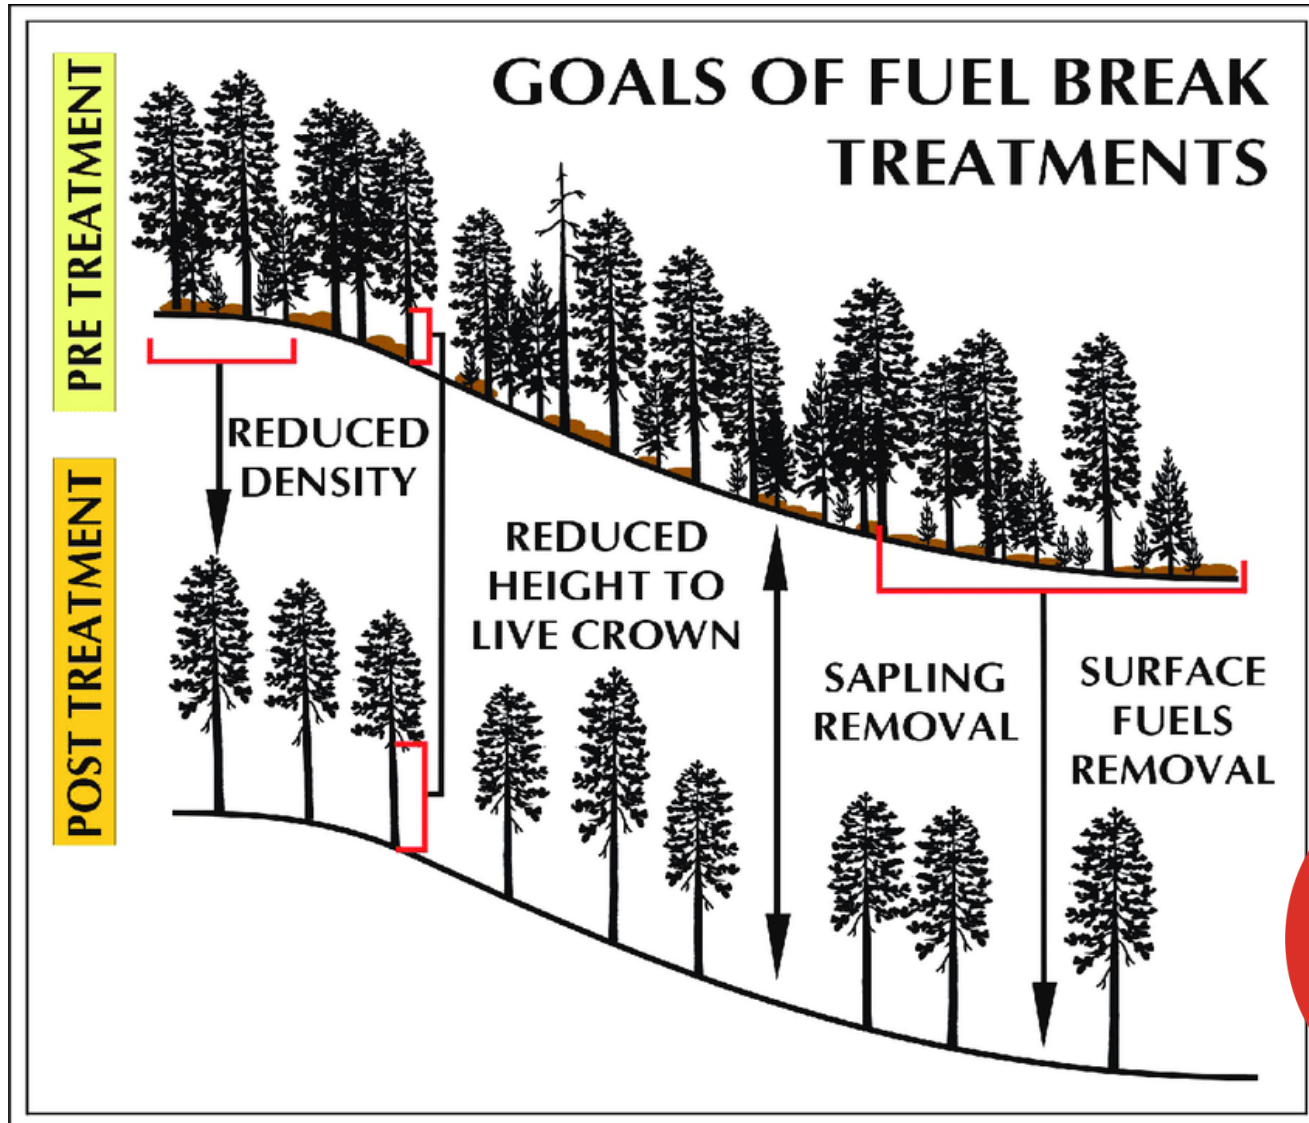 GOALS OF FUEL BREAK
TREATMENTS
PRE TREATMENT
POST TREATMENT
REDUCED
DENSITY
REDUCED
HEIGHT TO
LIVE CROWN
SAPLING
REMOVAL
SURFACE
FUELS
REMOVAL